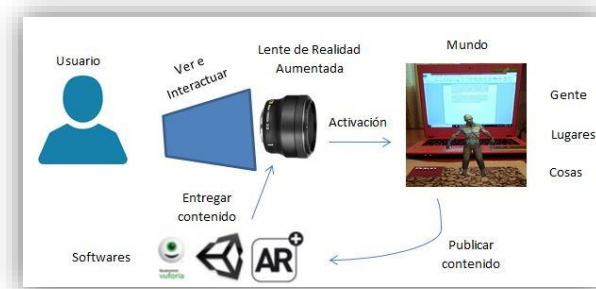 Usuario
Ver e
Interactuar
Lente de Realidad
Aumentada
Mundo
Activación
Gente
Lugares
Cosas
Entregar
contenido
Softwares
vuforia
AR+
Publicar
contenido